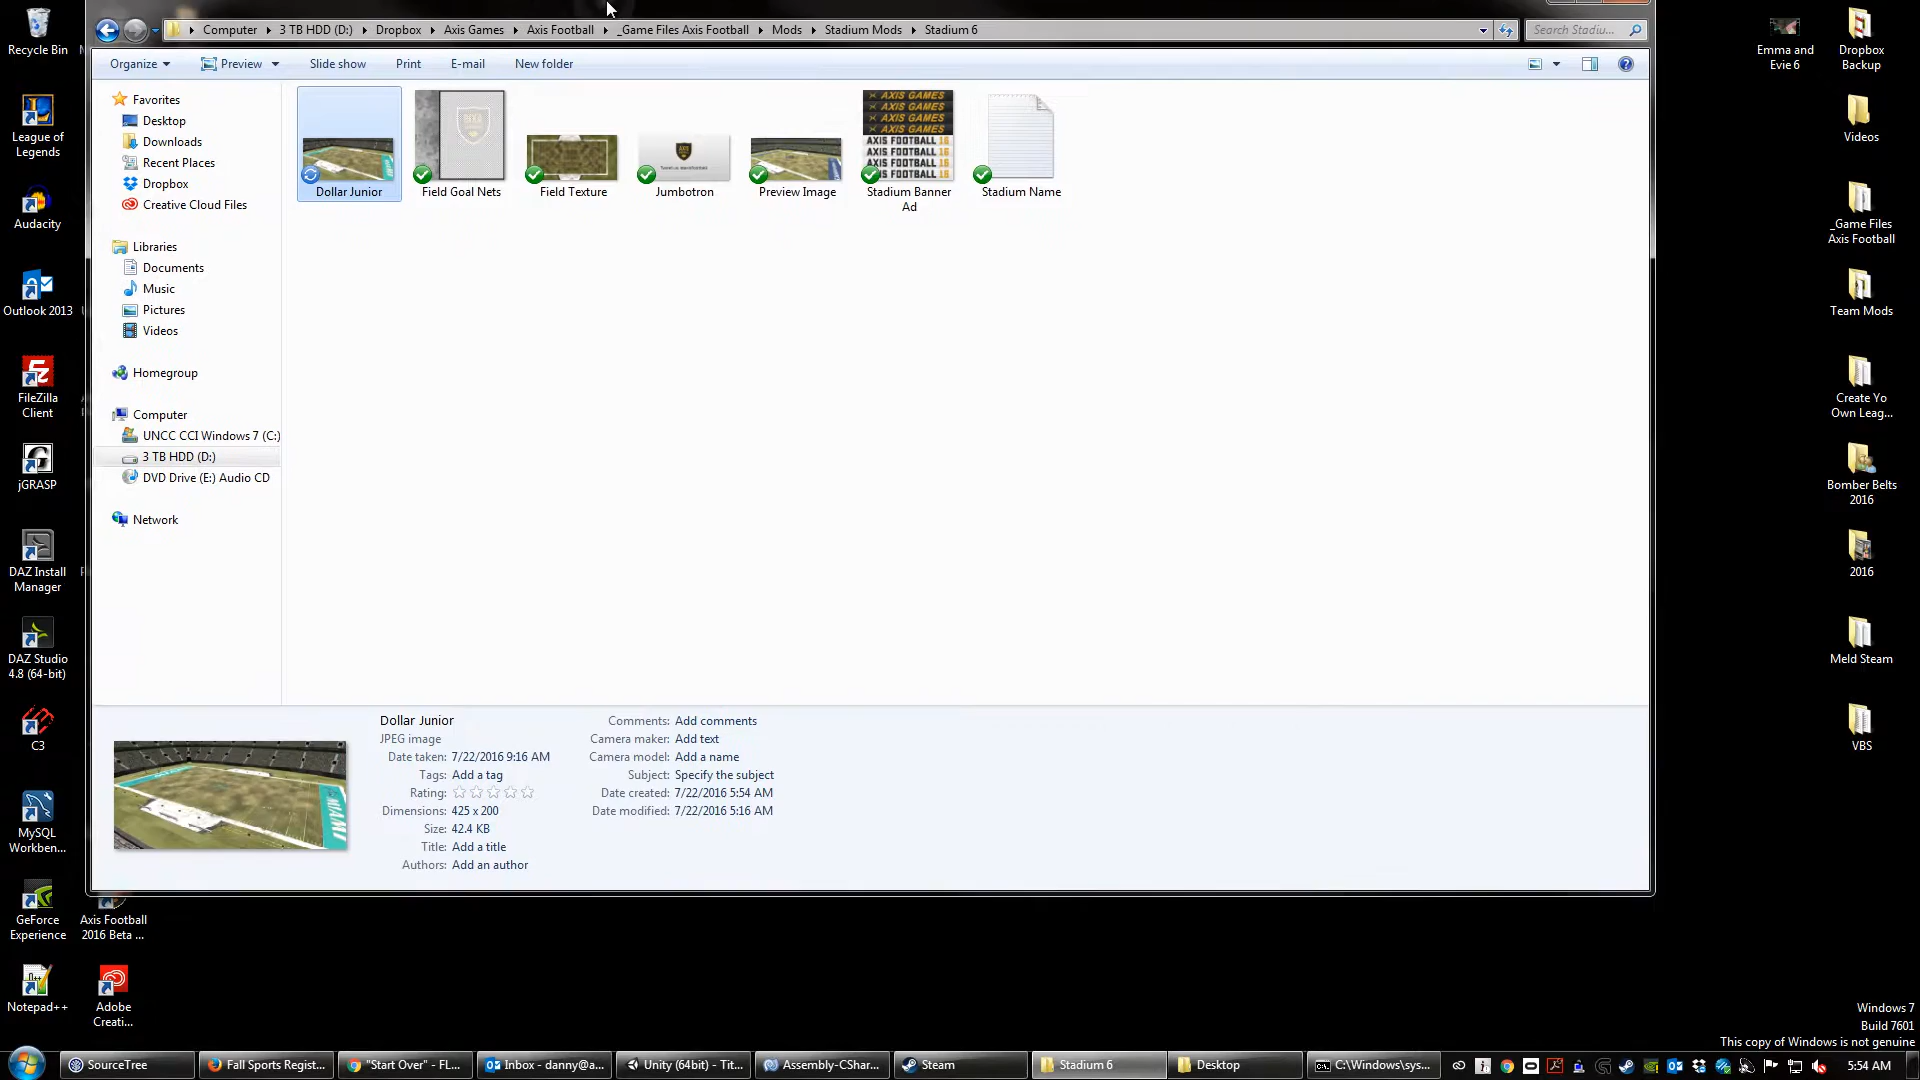 Recycle Bin
League of
Legends
Audacity
Outlook 2013
FileZilla
Client
jGRASP
DAZ Install
Manager
DAZ Studio
4.8 (64-bit)
C3
MySQL
Workben...
GeForce
Experience
Notepad++
Axis Football
2016 Beta ...
Adobe
Creati...
Computer
3 TB HDD (D:)
Dropbox
Axis Games
Axis Football
_Game Files Axis Football
Mods
Stadium Mods
Stadium 6
Search Stadiu...
Organize
Preview
Slide show
Print
E-mail
New folder
Favorites
Desktop
Downloads
Recent Places
Dropbox
Creative Cloud Files
Libraries
Documents
Music
Pictures
Videos
Homegroup
Computer
UNCC CCI Windows 7 (C:)
3 TB HDD (D:)
DVD Drive (E:) Audio CD
Network
AXIS GAMES
AXIS GAMES
AXIS GAMES
AXIS GAMES
AXIS FOOTBALL 16
AXIS FOOTBALL 16
AXIS FOOTBALL 16
AXIS FOOTBALL 16
Dollar Junior
Field Goal Nets
Field Texture
Jumbotron
Preview Image
Stadium Banner
Ad
Stadium Name
MIAMI
Dollar Junior
JPEG image
Date taken: 7/22/2016 9:16 AM
Tags: Add a tag
Rating:
Dimensions: 425 x 200
Size: 42.4 KB
Title: Add a title
Authors: Add an author
Comments: Add comments
Camera maker: Add text
Camera model: Add a name
Subject: Specify the subject
Date created: 7/22/2016 5:54 AM
Date modified: 7/22/2016 5:16 AM
Emma and
Evie 6
Dropbox
Backup
Videos
_Game Files
Axis Football
Team Mods
Create Yo
Own Leag...
Bomber Belts
2016
2016
Meld Steam
VBS
Windows 7
Build 7601
This copy of Windows is not genuine
SourceTree
Fall Sports Regist...
"Start Over" - FL...
Inbox - danny@a...
Unity (64bit) - Tit...
Assembly-CShar...
Steam
Stadium 6
Desktop
C:\Windows\sys...
5:54 AM